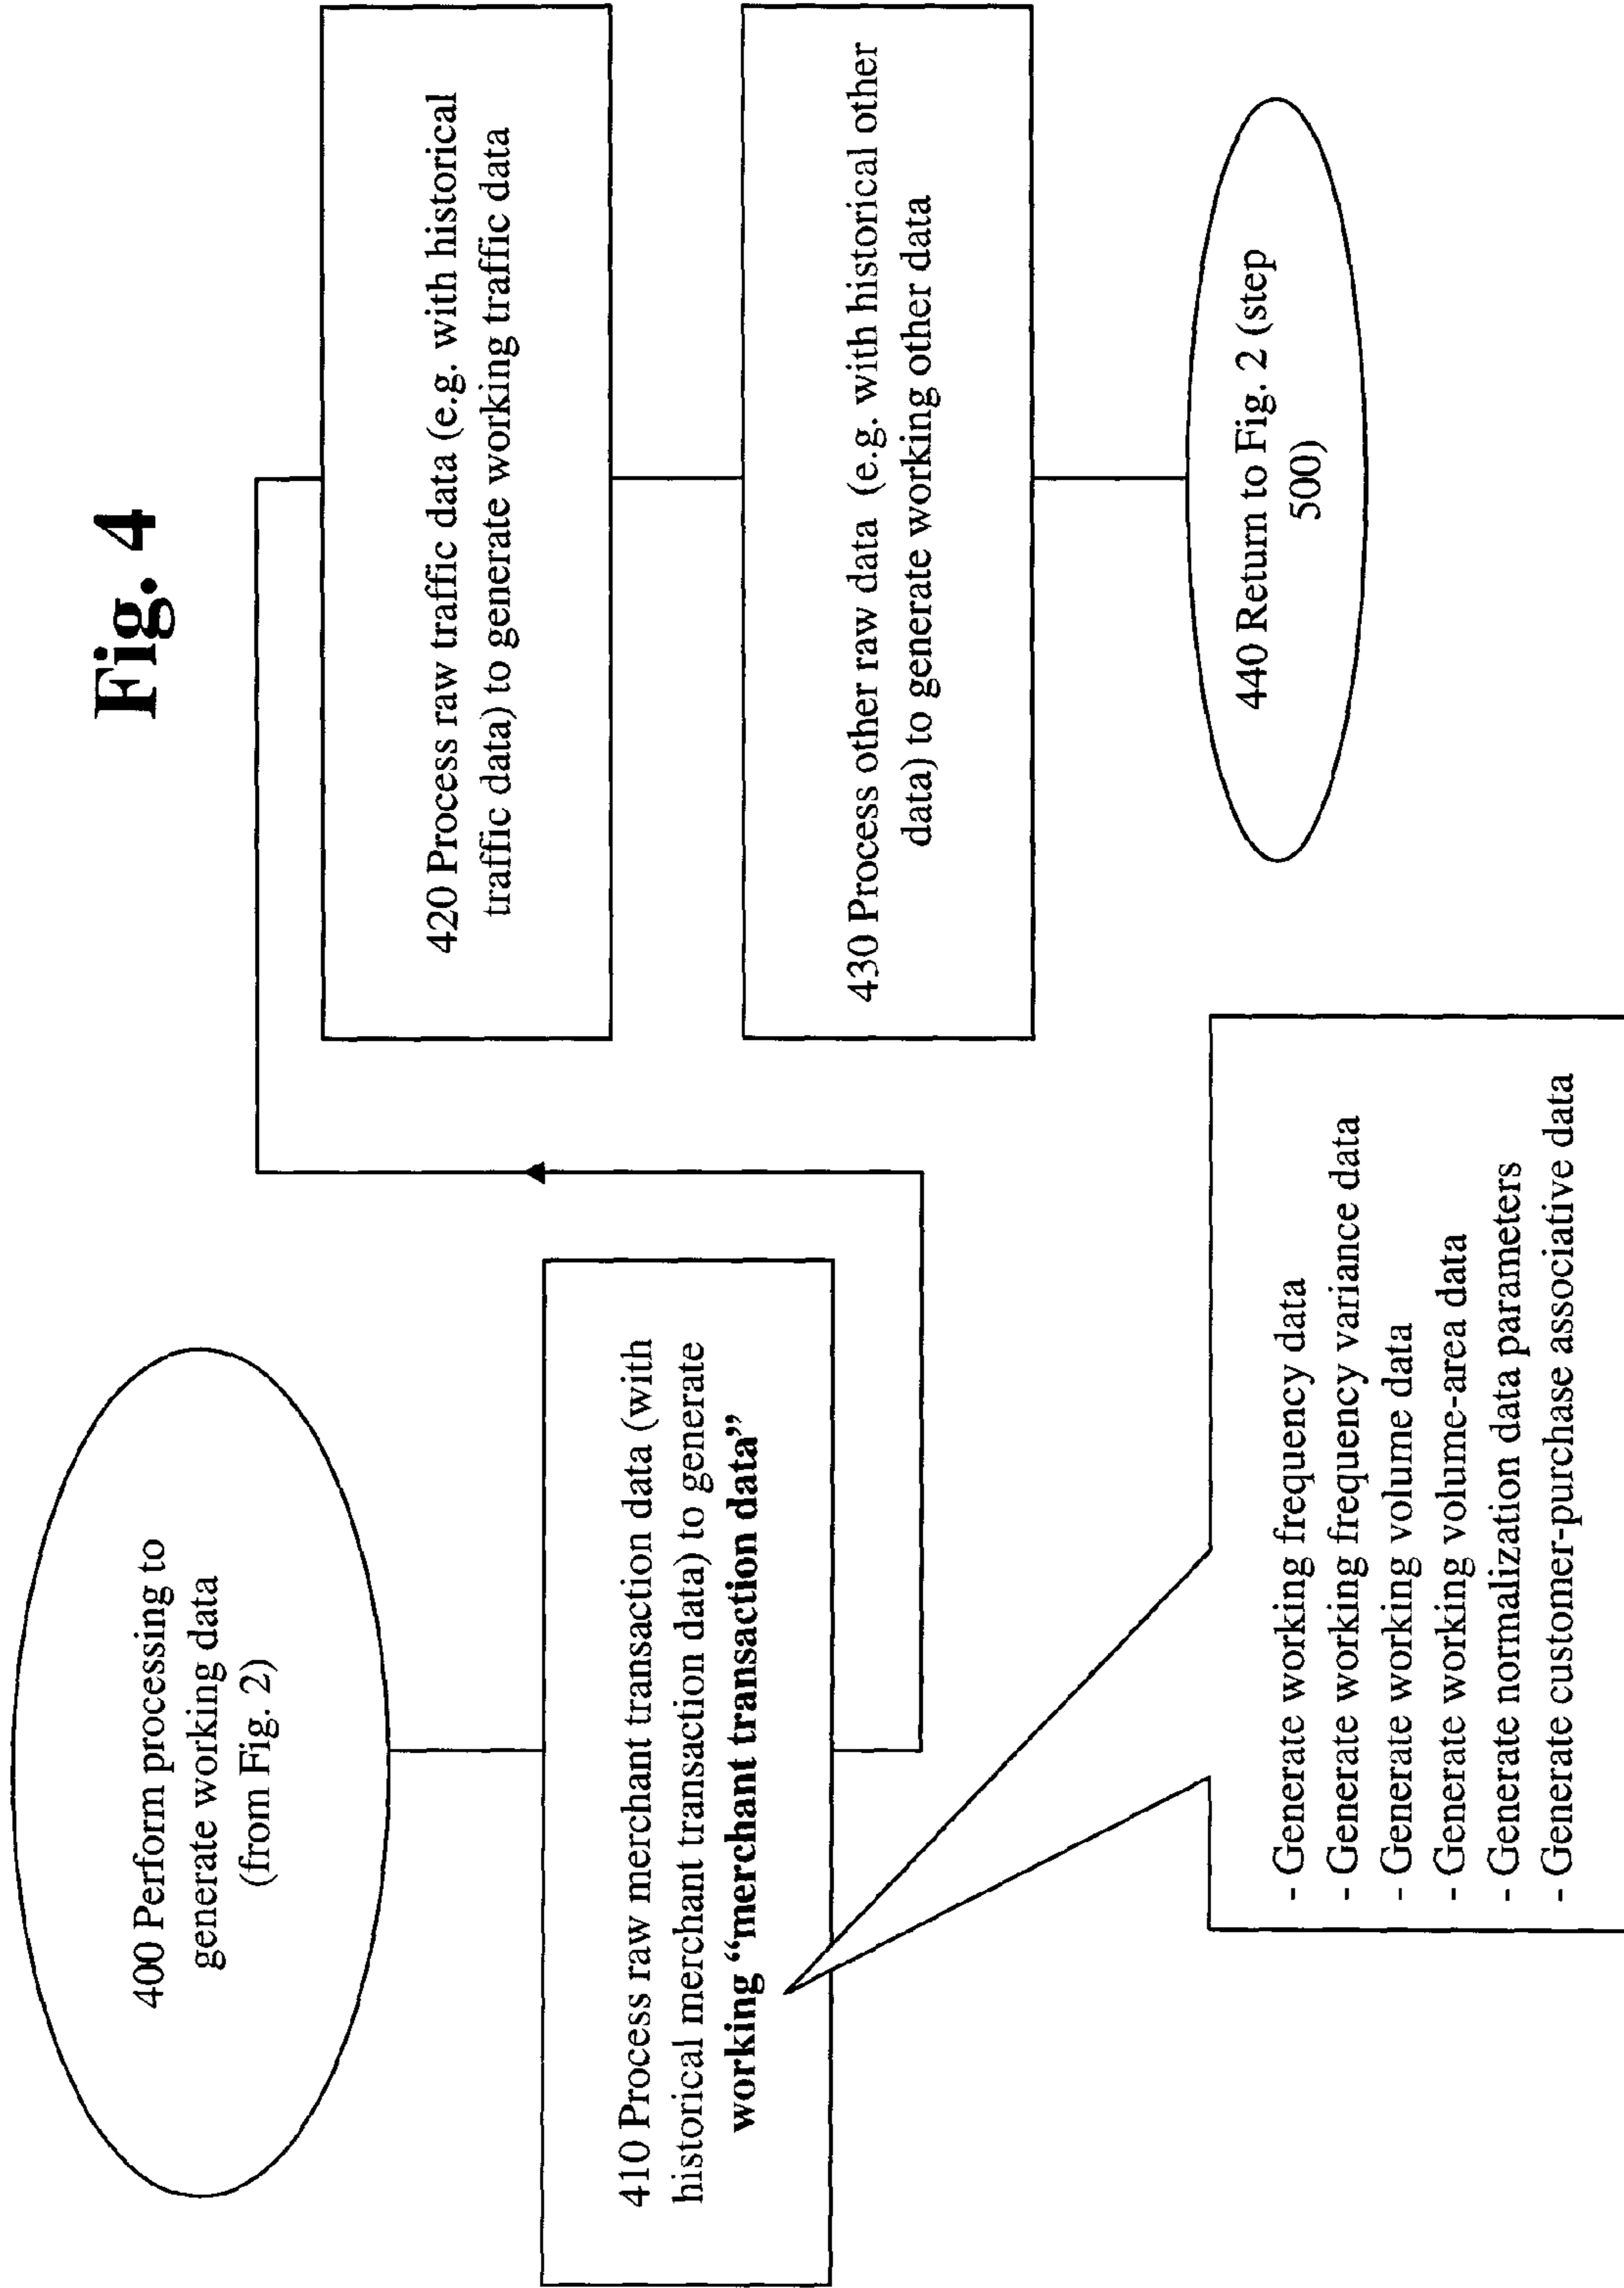 Fig. 4
400 Perform processing to
generate working data
(from Fig. 2)
410 Process raw merchant transaction data (with
historical merchant transaction data) to generate
working “merchant transaction data”
- Generate working frequency data
- Generate working frequency variance data
- Generate working volume data
- Generate working volume-area data
- Generate normalization data parameters
- Generate customer-purchase associative data
420 Process raw traffic data (e.g. with historical
traffic data) to generate working traffic data
430 Process other raw data (e.g. with historical other
data) to generate working other data
440 Return to Fig. 2 (step
500)